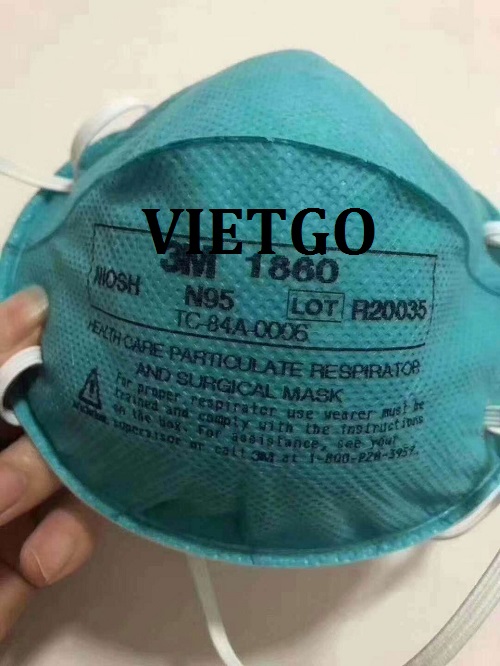 VIETGO
3M 1860
NIOSH N95 LOT R20035
TC-84A-0006
HEALTH CARE PARTICULATE RESPIRATOR
AND SURGICAL MASK
For proper respirator use wearer must be
trained and comply with the instructions
on the use. For assistance, see your
supervisor or call 3M at 1-800-228-3957.